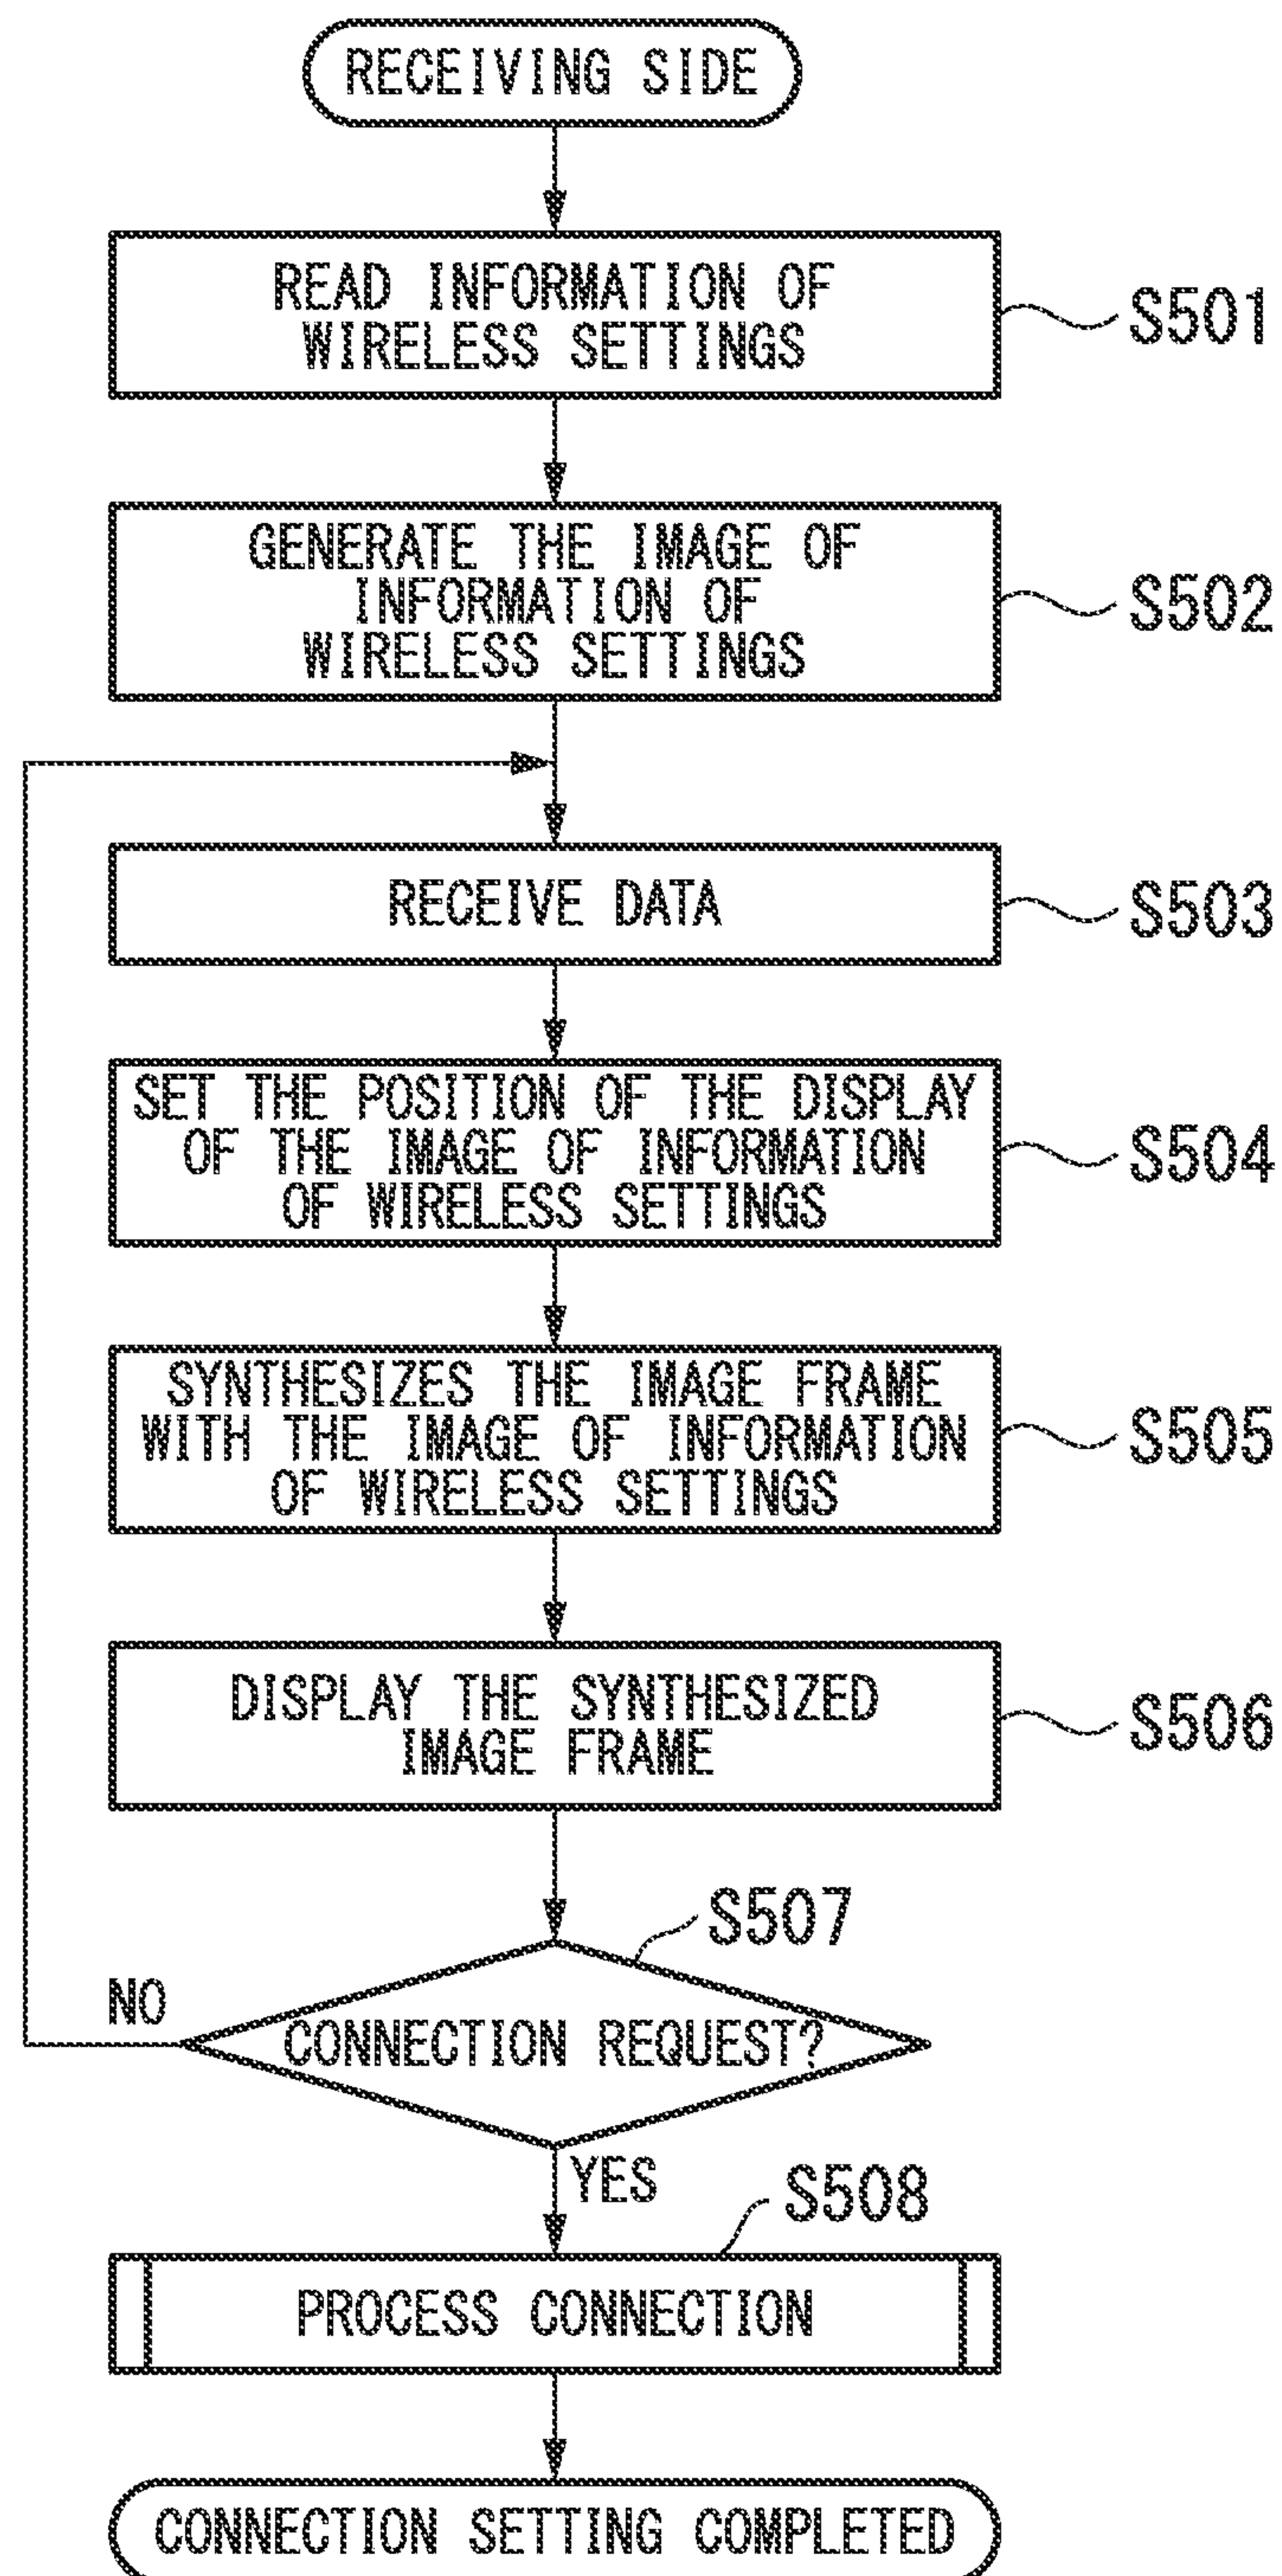 RECEIVING SIDE
READ INFORMATION OF
WIRELESS SETTINGS
S501
GENERATE THE IMAGE OF
INFORMATION OF
WIRELESS SETTINGS
S502
RECEIVE DATA
S503
SET THE POSITION OF THE DISPLAY
OF THE IMAGE OF INFORMATION
OF WIRELESS SETTINGS
S504
SYNTHESIZES THE IMAGE FRAME
WITH THE IMAGE OF INFORMATION
OF WIRELESS SETTINGS
S505
DISPLAY THE SYNTHESIZED
IMAGE FRAME
S506
S507
NO
CONNECTION REQUEST?
YES
S508
PROCESS CONNECTION
CONNECTION SETTING COMPLETED